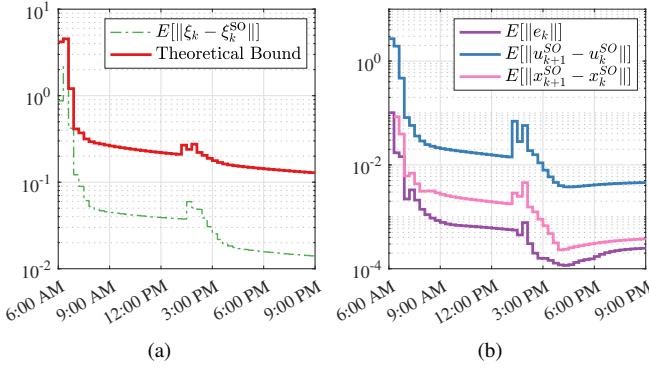 10^1
10^0
10^-1
10^-2
E[||ξ_k − ξ_k^SO||]
Theoretical Bound
6:00 AM
9:00 AM
12:00 PM
3:00 PM
6:00 PM
9:00 PM
(a)
10^0
10^-2
10^-4
E[||e_k||]
E[||u_{k+1}^{SO} − u_k^{SO}||]
E[||x_{k+1}^{SO} − x_k^{SO}||]
6:00 AM
9:00 AM
12:00 PM
3:00 PM
6:00 PM
9:00 PM
(b)